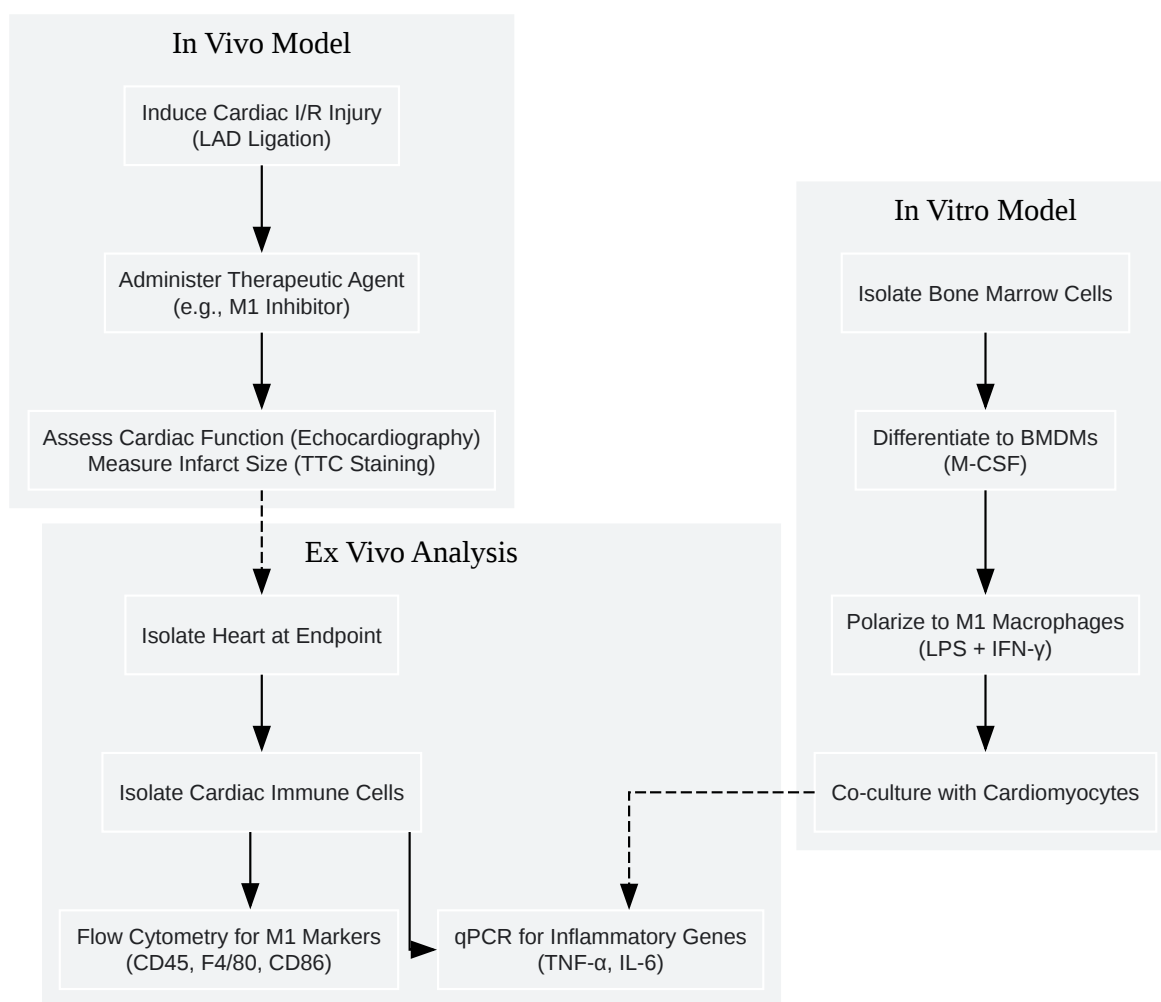 In Vivo Model
Induce Cardiac I/R Injury
(LAD Ligation)
Administer Therapeutic Agent
(e.g., M1 Inhibitor)
Assess Cardiac Function (Echocardiography)
Measure Infarct Size (TTC Staining)
Ex Vivo Analysis
Isolate Heart at Endpoint
Isolate Cardiac Immune Cells
Flow Cytometry for M1 Markers
(CD45, F4/80, CD86)
qPCR for Inflammatory Genes
(TNF-α, IL-6)
In Vitro Model
Isolate Bone Marrow Cells
Differentiate to BMDMs
(M-CSF)
Polarize to M1 Macrophages
(LPS + IFN-γ)
Co-culture with Cardiomyocytes